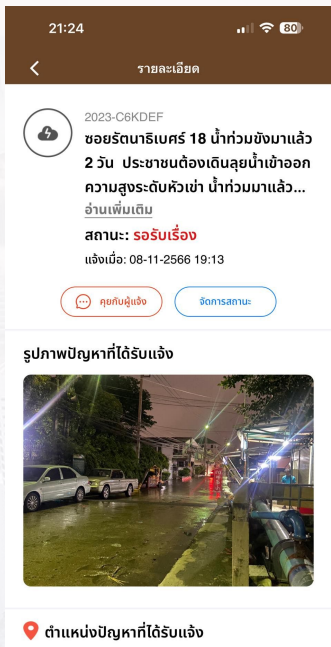 21:24
80
รายละเอียด
2023-C6KDEF
ซอยรัตนาธิเบศร์ 18 น้ำท่วมขังมาแล้ว
2 วัน ประชาชนต้องเดินลุยน้ำเข้าออก
ความสูงระดับหัวเข่า น้ำท่วมมาแล้ว...
อ่านเพิ่มเติม
สถานะ: รอรับเรื่อง
แจ้งเมื่อ: 08-11-2566 19:13
คุยกับผู้แจ้ง
จัดการสถานะ
รูปภาพปัญหาที่ได้รับแจ้ง
ตำแหน่งปัญหาที่ได้รับแจ้ง